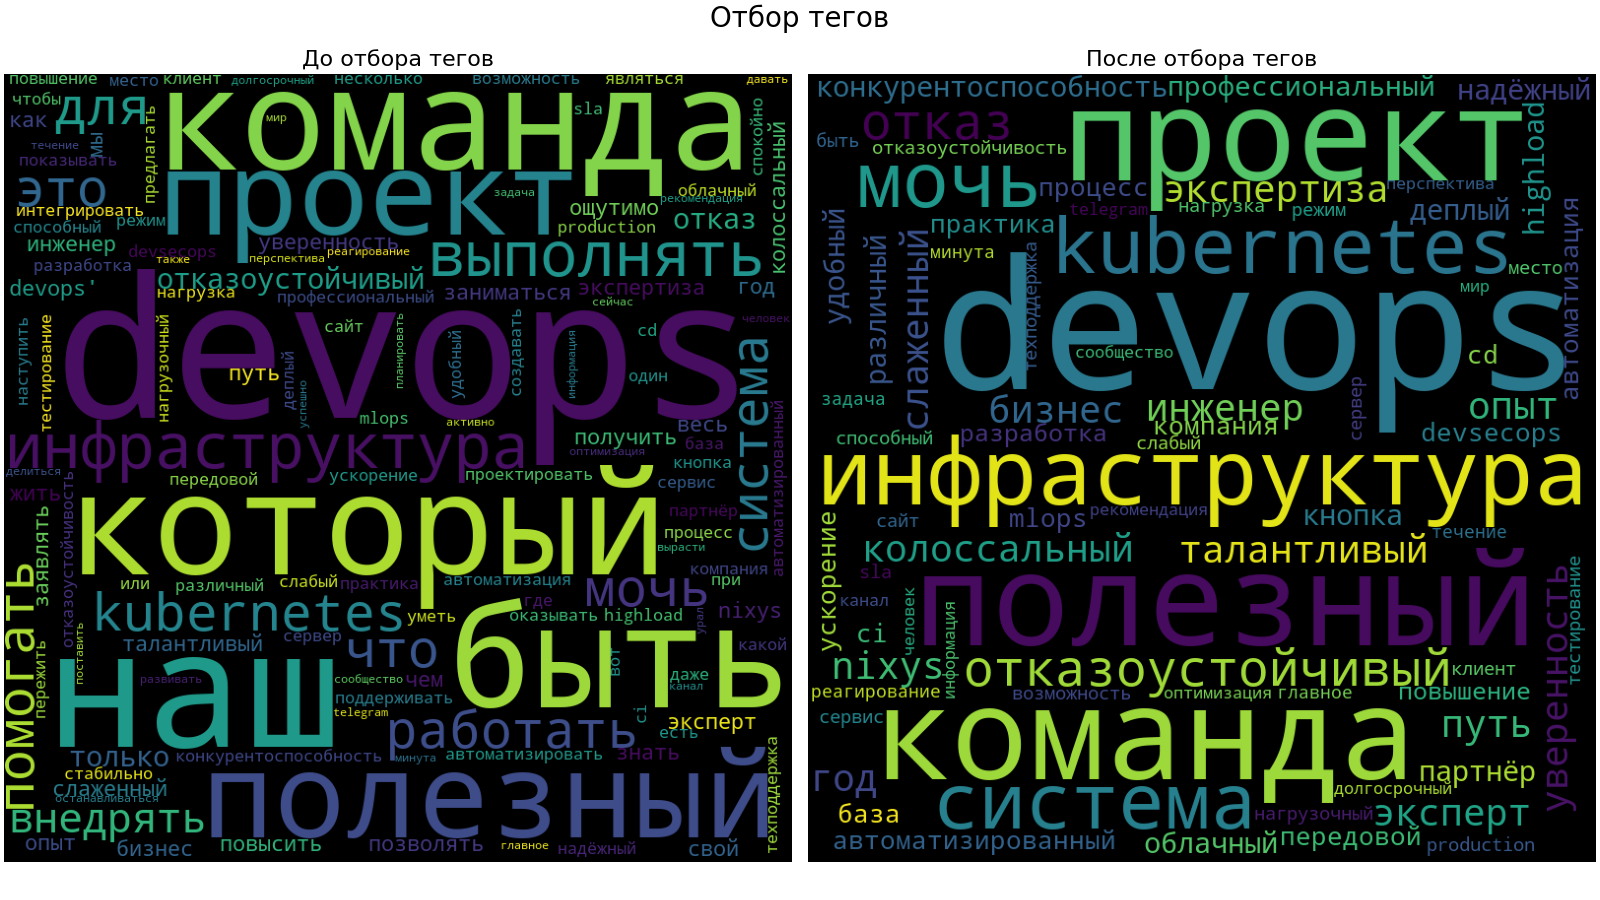 Отбор тегов
До отбора тегов
повышение место клиент долгосрочный несколько возможность являться давать
чтобы для команда sla
как мы мир спокойно
течение
показывать предлагать колоссальный
это проект задача облачный
рекомендация
интегрировать ощутимо отказ
способный режим production
инженер уверенность выполнять
devsecops перспектива реагирование
разработка также
devops' отказоустойчивый
нагрузка профессиональный заниматься экспертиза год
сейчас
devops
наступить тестирование нагрузочный сайт планировать создавать cd человек
удобный информация система
путь деплый один
успешно mlops активно весь
инфраструктура получить база
оптимизация
делиться передовой ускорение проектировать кнопка
жить который сервис
отказоустойчивость партнёр
заявлять процесс
вырасти автоматизированный
или различный слабый практика автоматизация мочь компания при
помогать kubernetes где nixys
уметь быть оказывать highload урал
талантливый сервер что какой
поставить наш
пережить развивать сообщество чем вот даже
канал
поддерживать
telegram работать ci эксперт
есть
только конкурентоспособность минута автоматизировать знать
стабильно полезный техподдержка
слаженный
останавливаться
внедрять
опыт бизнес повысить позволять главное надёжный свой
После отбора тегов
конкурентоспособность профессиональный надёжный
отказ проект highload
быть отказоустойчивость
мочь процесс экспертиза перспектива
telegram нагрузка режим деплый
удобный различный слаженный практика kubernetes автоматизация
минута место
devops мир
техподдержка
сообщество cd
задача бизнес инженер опыт
компания сервер
способный разработка слабый devsecops
инфраструктура
сайт mlops рекомендация кнопка
течение
ускорение колоссальный талантливый
sla полезный тестирование
канал человек уверенность
ci информация
nixys отказоустойчивый клиент
реагирование возможность оптимизация главное повышение
сервис команда путь
год партнёр
система долгосрочный
база нагрузочный эксперт
автоматизированный облачный передовой production